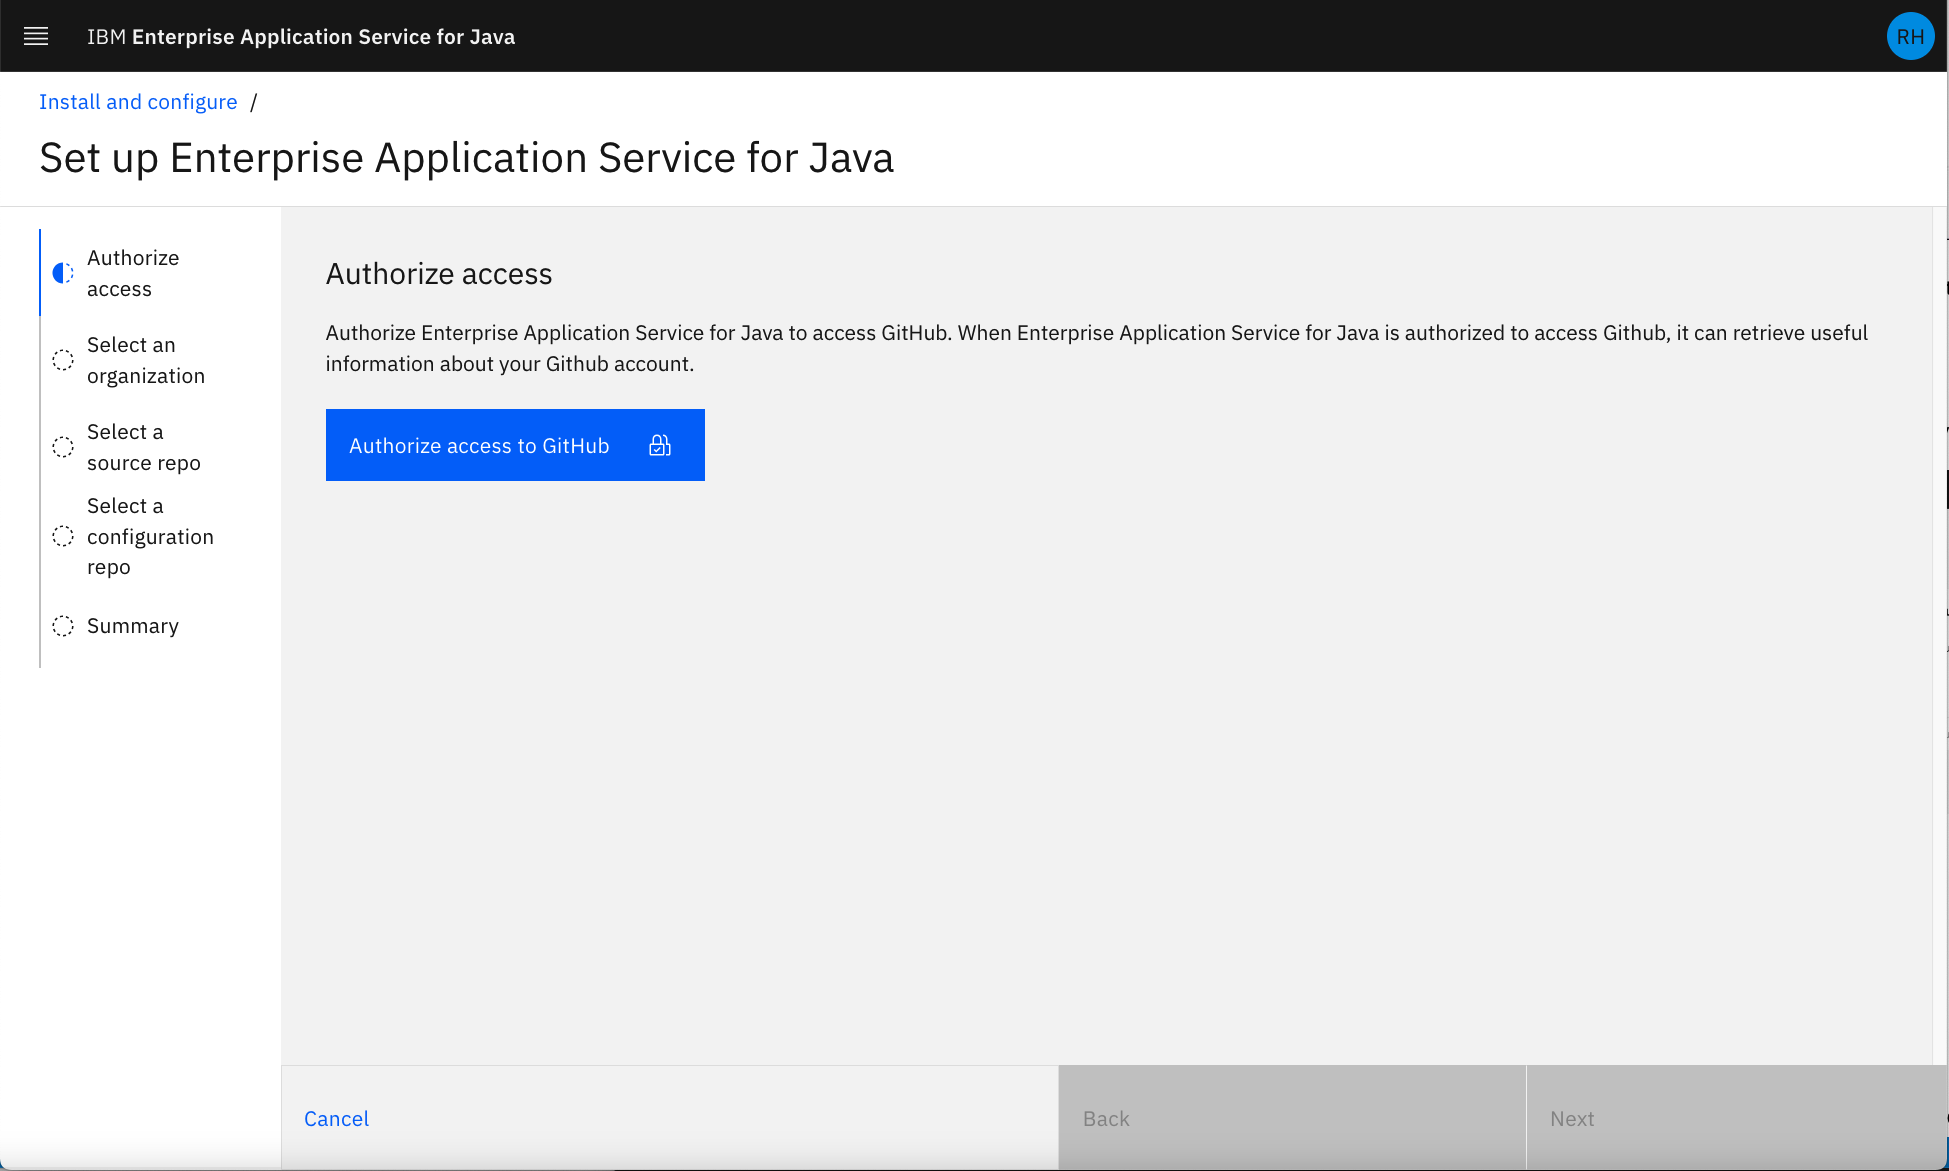 IBM Enterprise Application Service for Java
RH
Install and configure /
Set up Enterprise Application Service for Java
Authorize
access
Select an
organization
Select a
source repo
Select a
configuration
repo
Summary
Authorize access
Authorize Enterprise Application Service for Java to access GitHub. When Enterprise Application Service for Java is authorized to access Github, it can retrieve useful
information about your Github account.
Authorize access to GitHub
Cancel
Back
Next